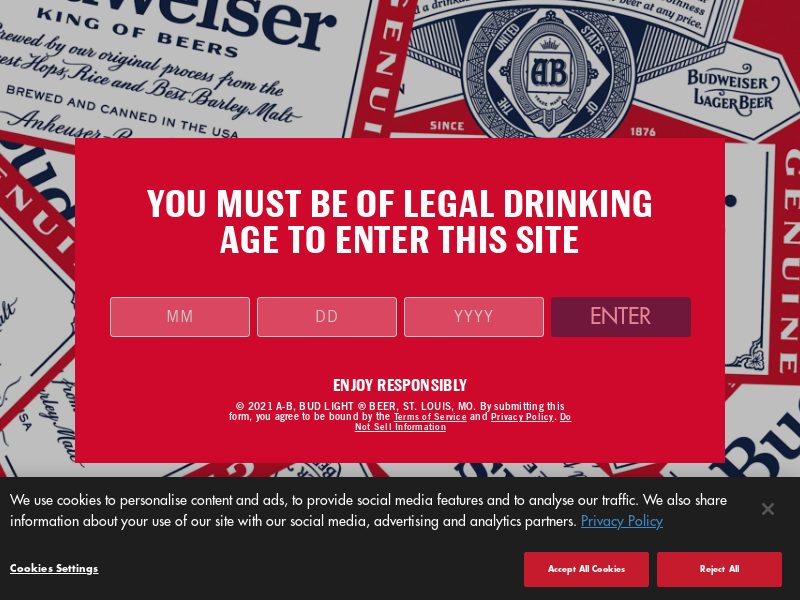 Budweiser
KING OF BEERS
Brewed by our original process from the
Hops, Rice and Best Barley Malt
BREWED AND CANNED IN THE USA
GENUINE
UNITED STATES OF
THE
AB
TRADE MARK
BUDWEISER
LAGER BEER
SINCE
1876
GENUINE
YOU MUST BE OF LEGAL DRINKING
AGE TO ENTER THIS SITE
MM
DD
YYYY
ENTER
ENJOY RESPONSIBLY
© 2021 A-B, BUD LIGHT ® BEER, ST. LOUIS, MO. By submitting this
form, you agree to be bound by the Terms of Service and Privacy Policy. Do
Not Sell Information
We use cookies to personalise content and ads, to provide social media features and to analyse our traffic. We also share
information about your use of our site with our social media, advertising and analytics partners. Privacy Policy
Cookies Settings
Accept All Cookies
Reject All